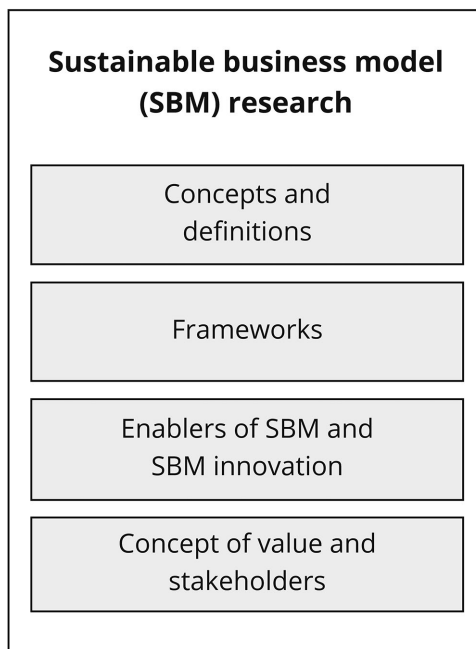 Sustainable business model
(SBM) research
Concepts and
definitions
Frameworks
Enablers of SBM and
SBM innovation
Concept of value and
stakeholders